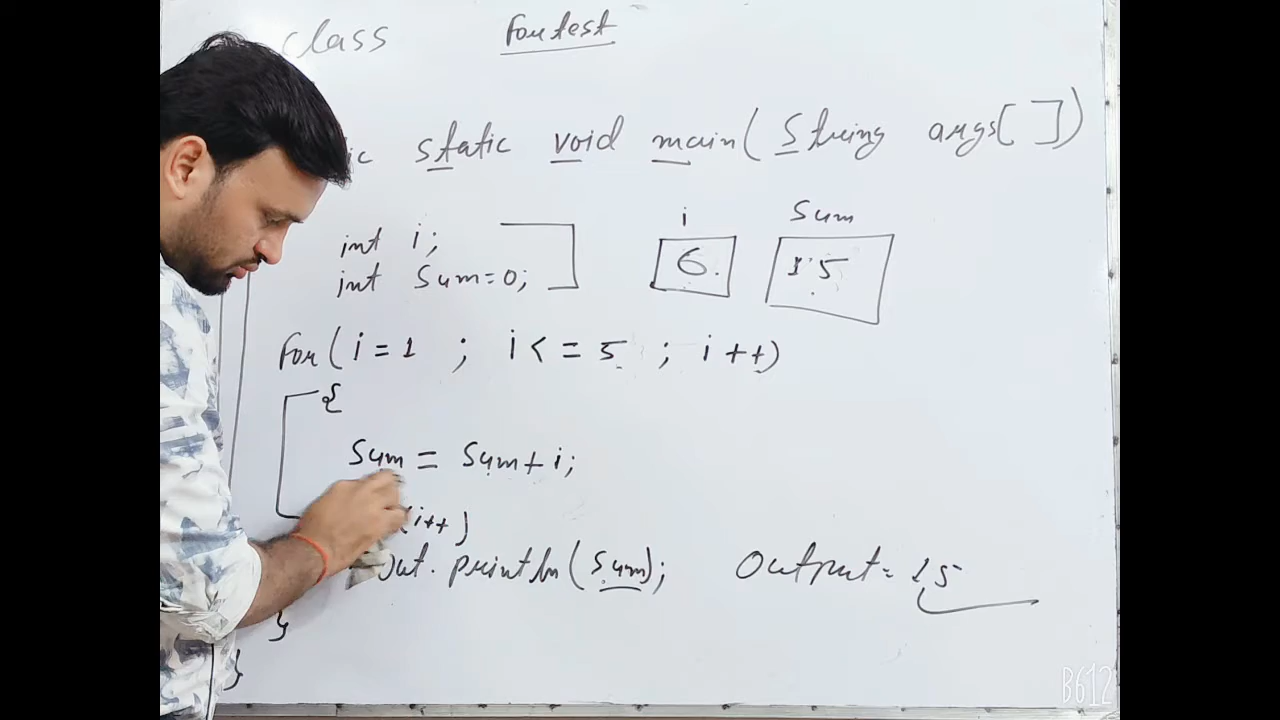 class Fortest
static void main(String args[])
i Sum
int i;
int Sum=0;
6 15
For(i=1 ; i<=5 ; i++)
{
Sum = Sum+i;
(i++)
out.println(Sum); Output=15
}
}
B612